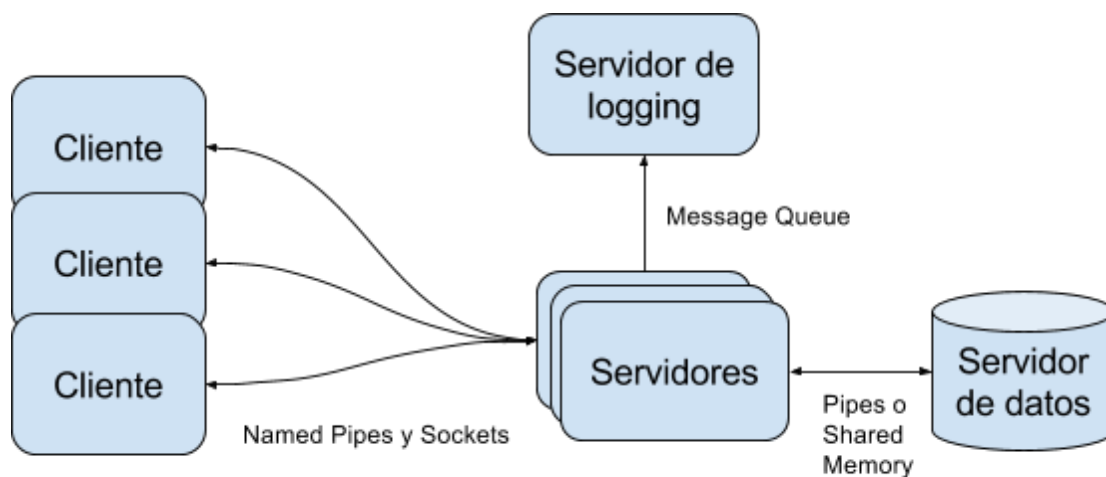 Servidor de
logging
Cliente
Message Queue
Cliente
Cliente
Servidores
Servidor
de datos
Named Pipes y Sockets
Pipes o
Shared
Memory